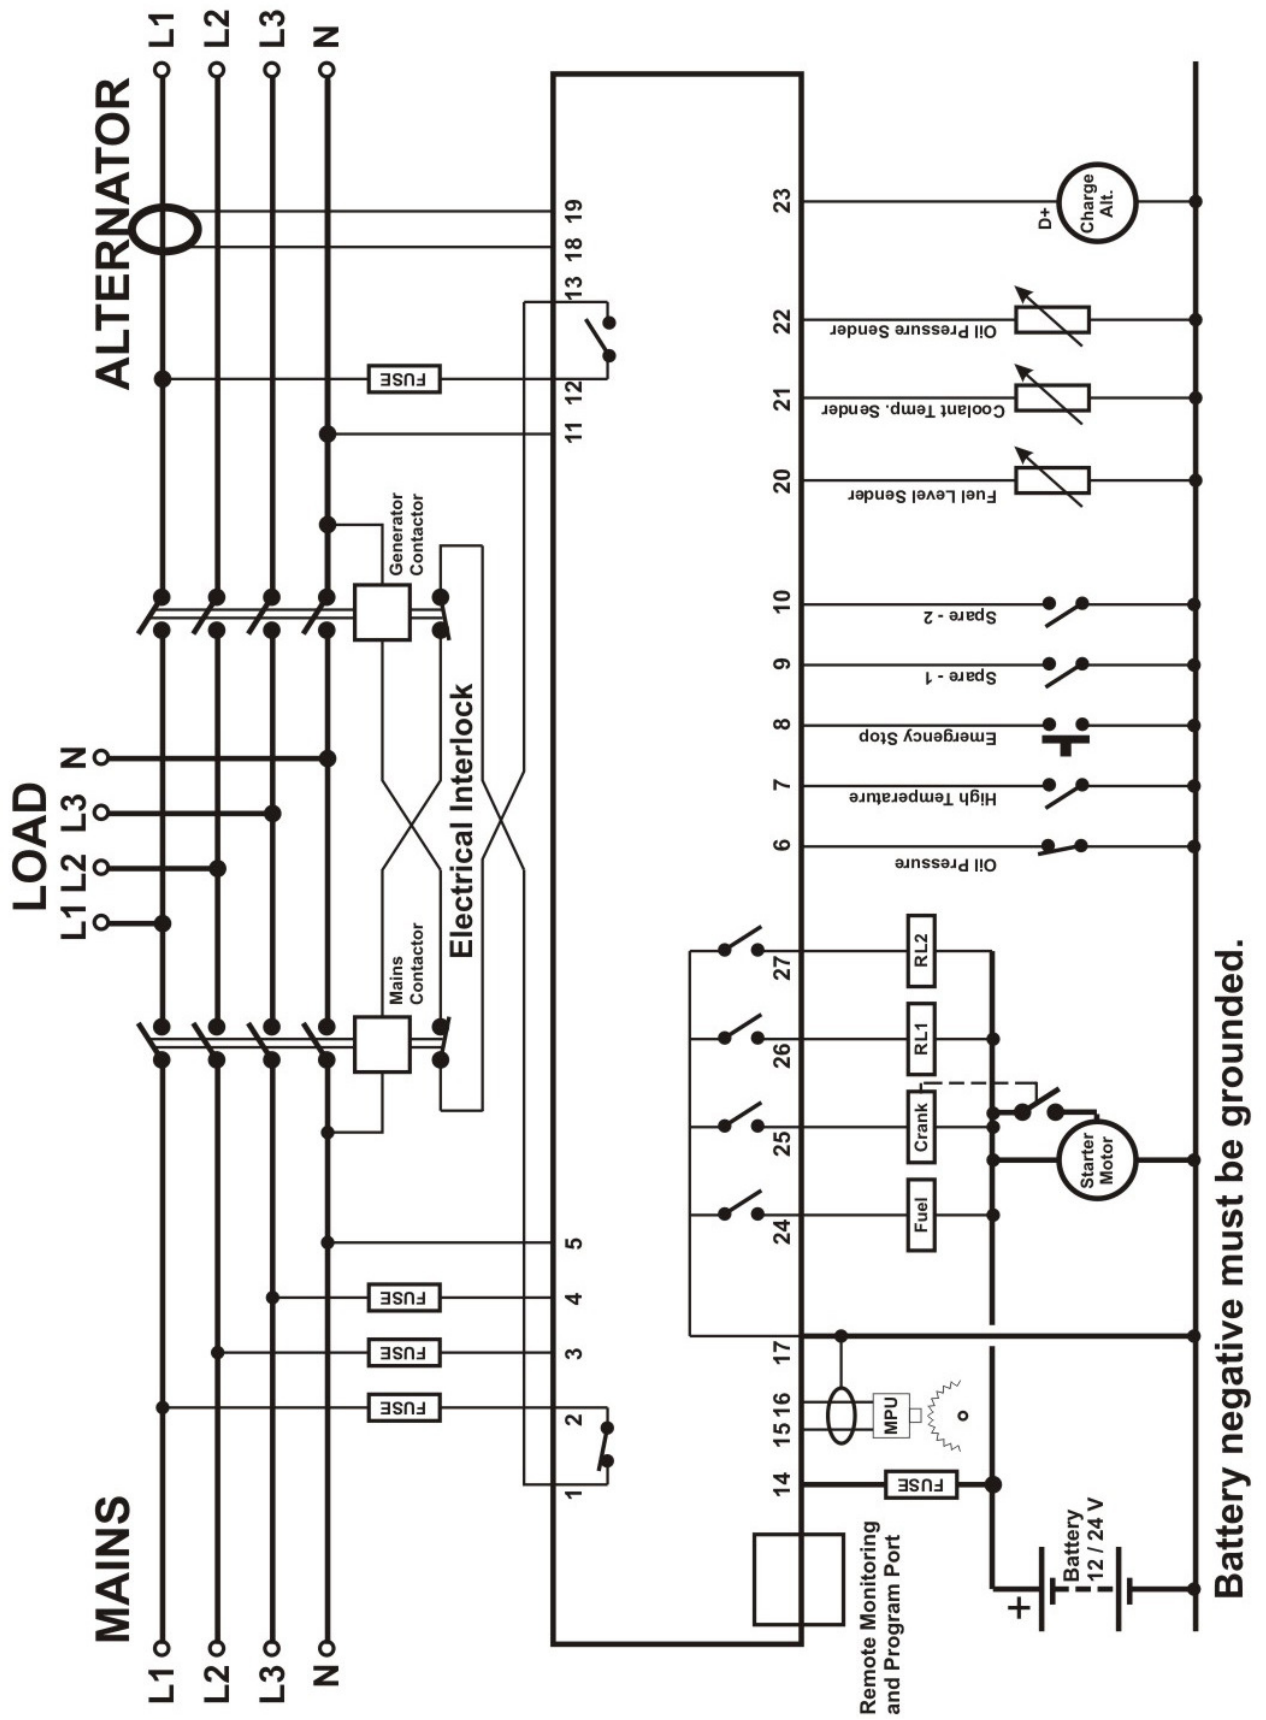 LOAD
L1 L2 L3 N
MAINS
ALTERNATOR
L1
L2
L3
N
L1
L2
L3
N
Mains
Contactor
Generator
Contactor
Electrical Interlock
FUSE
FUSE
FUSE
FUSE
1
2
3
4
5
11
12
13
18
19
14
15
16
17
24
25
26
27
6
7
8
9
10
20
21
22
23
Remote Monitoring
and Program Port
FUSE
MPU
Fuel
Crank
RL1
RL2
Oil Pressure
High Temperature
Emergency Stop
Spare - 1
Spare - 2
Fuel Level Sender
Coolant Temp. Sender
Oil Pressure Sender
D+
Charge
Alt.
Starter
Motor
+
Battery
12 / 24 V
Battery negative must be grounded.